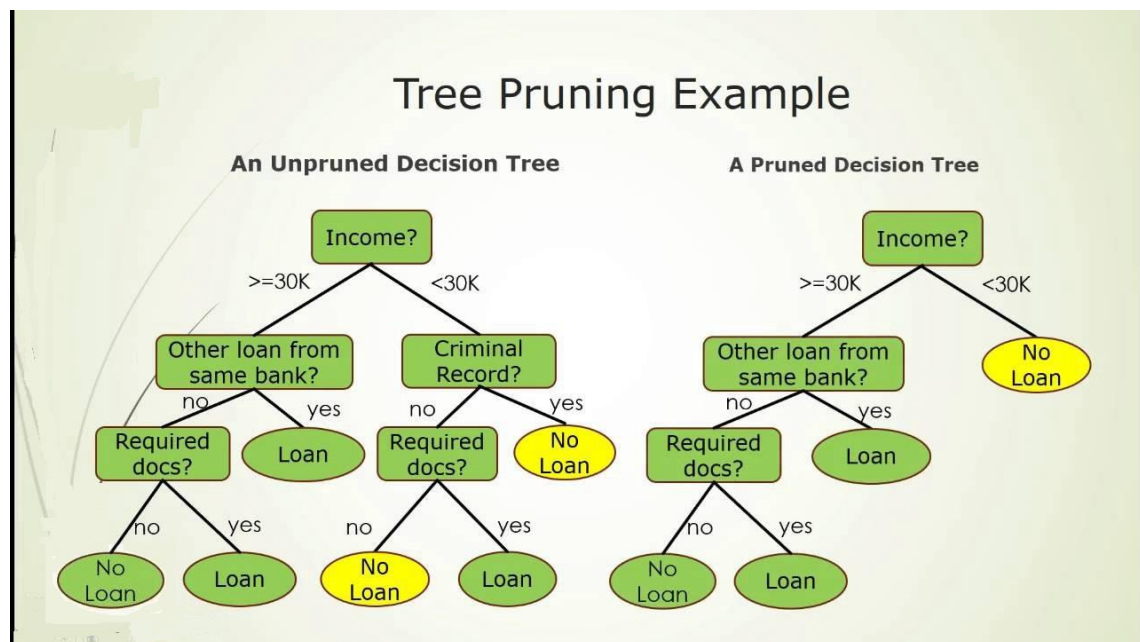 Tree Pruning Example
An Unpruned Decision Tree
Income?
>=30K
<30K
Other loan from
same bank?
Criminal
Record?
no
yes
no
yes
Required
docs?
Loan
Required
docs?
No
Loan
no
yes
no
yes
No
Loan
Loan
No
Loan
Loan
A Pruned Decision Tree
Income?
>=30K
<30K
Other loan from
same bank?
No
Loan
no
yes
Required
docs?
Loan
no
yes
No
Loan
Loan